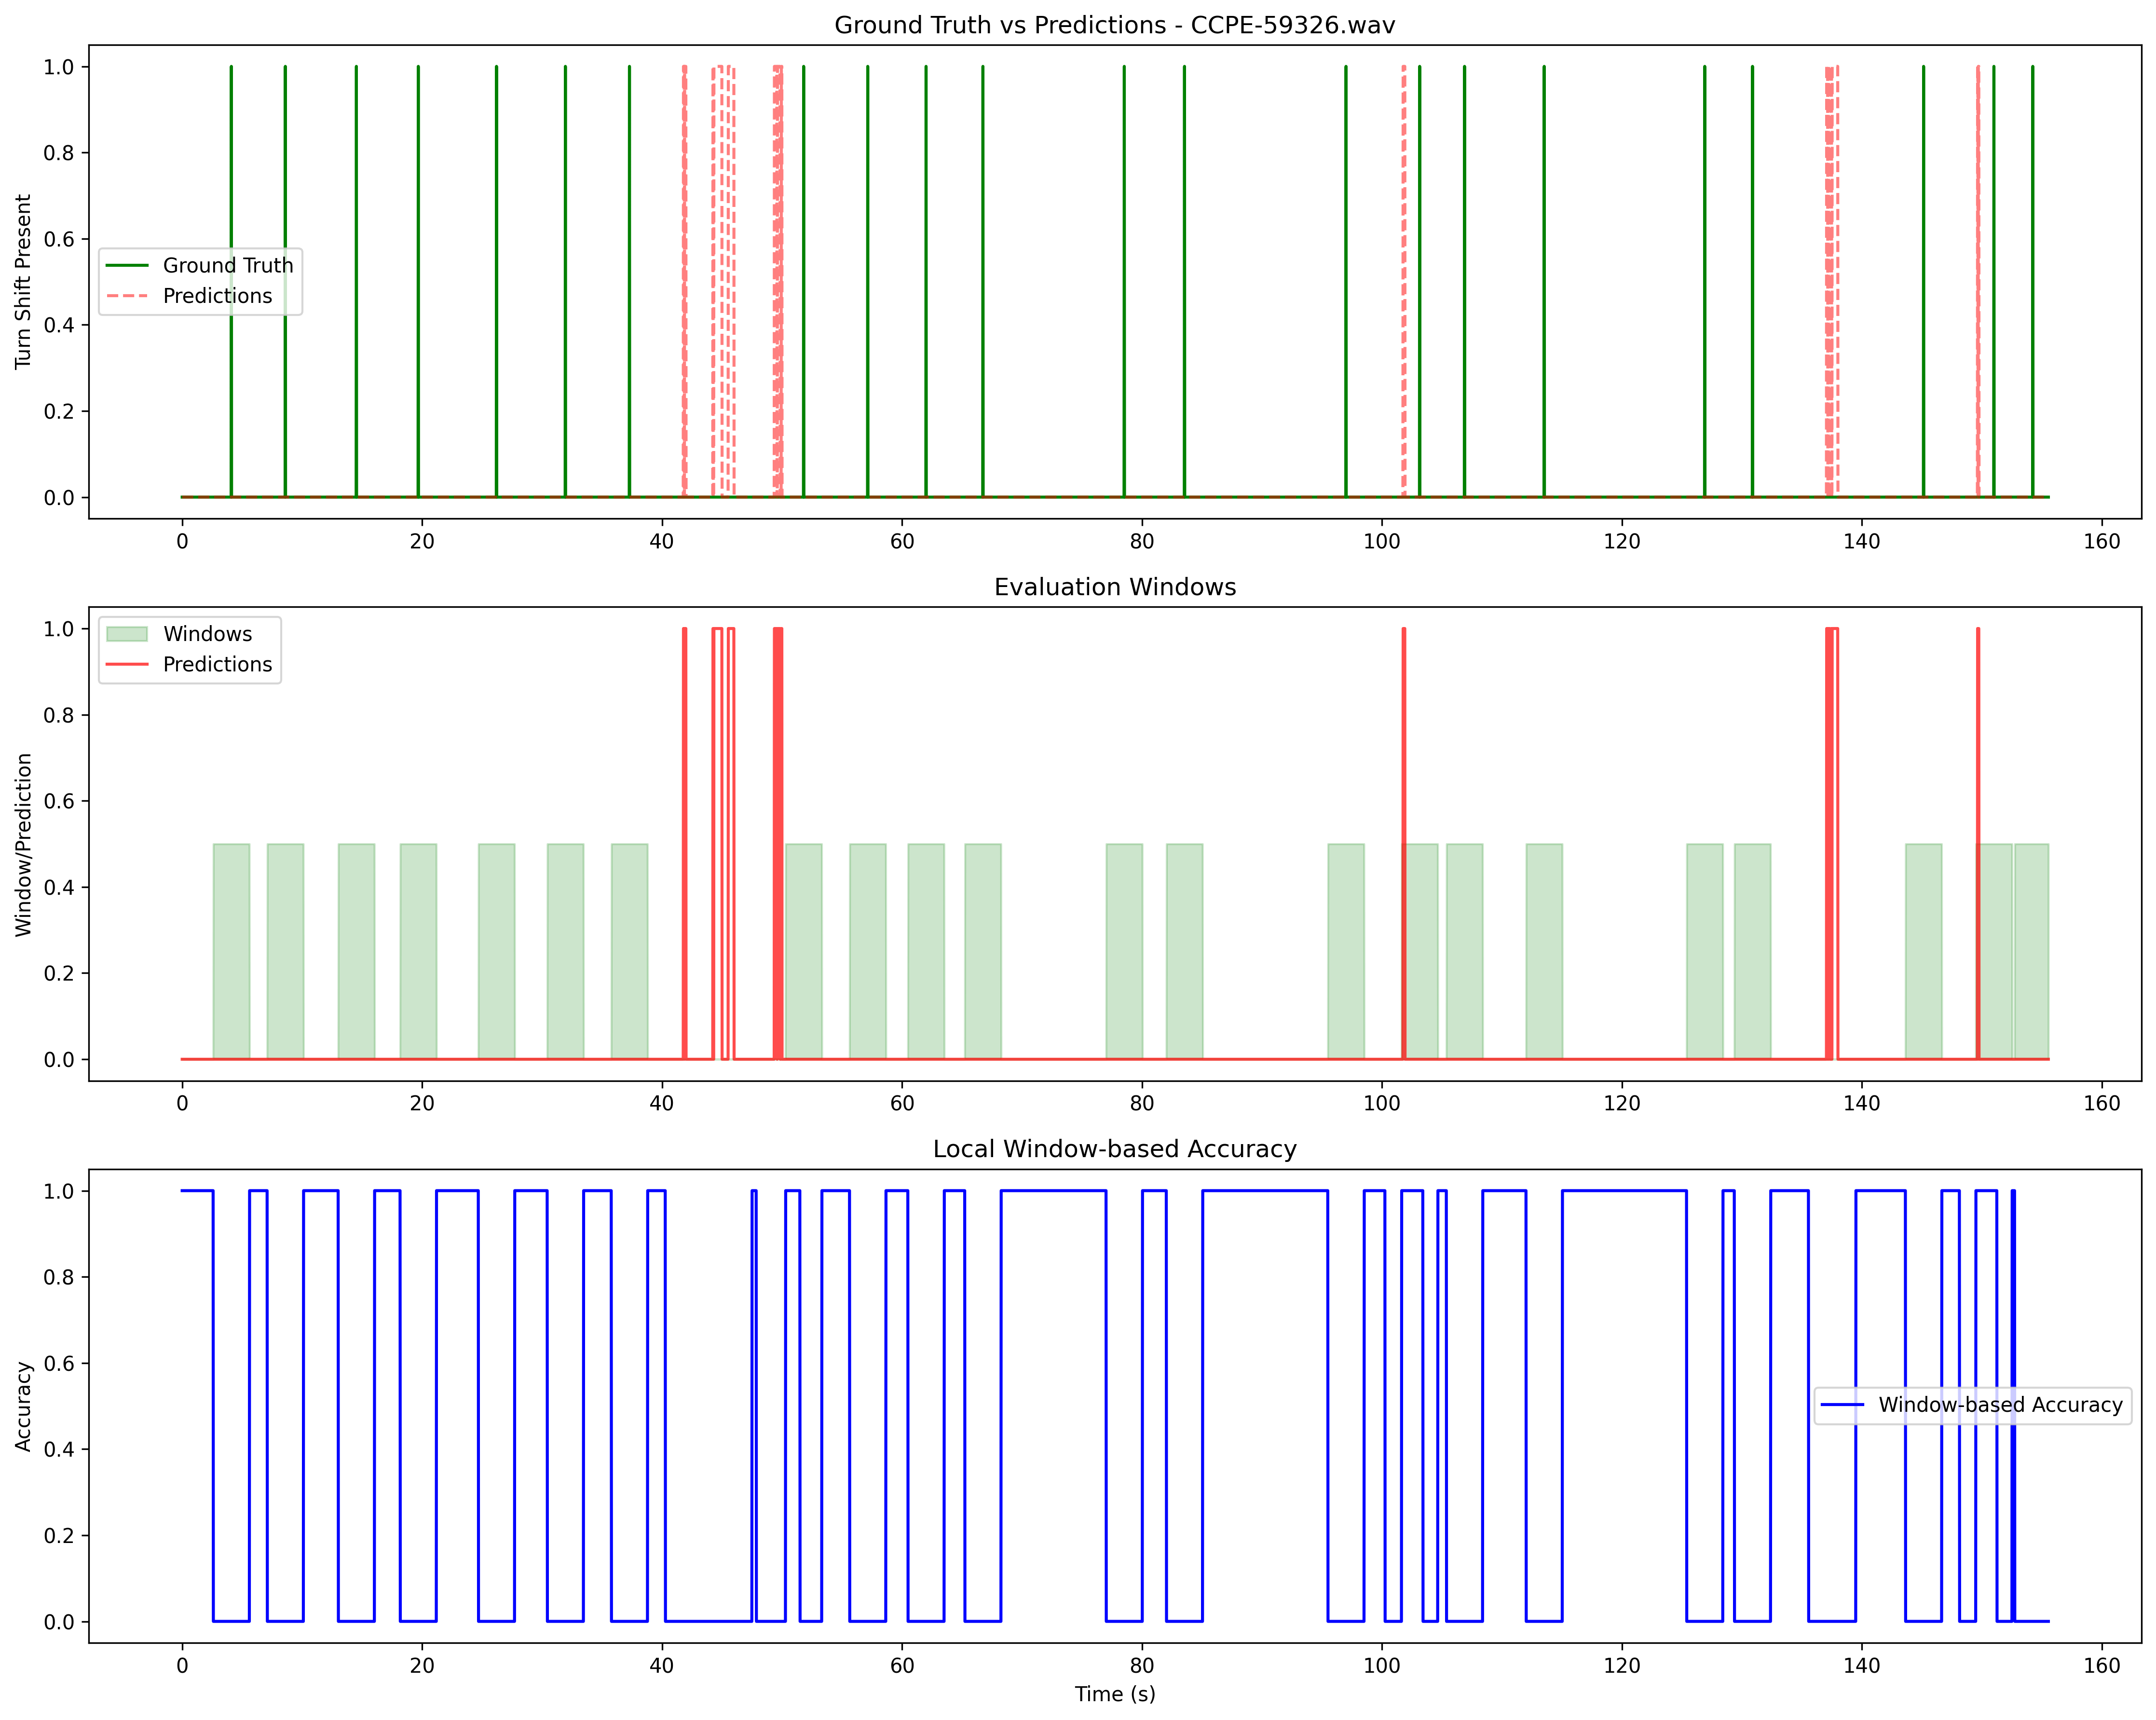 Ground Truth vs Predictions - CCPE-59326.wav
1.0
0.8
0.6
0.4
0.2
0.0
Turn Shift Present
Ground Truth
Predictions
0 20 40 60 80 100 120 140 160
Evaluation Windows
1.0
0.8
0.6
0.4
0.2
0.0
Window/Prediction
Windows
Predictions
0 20 40 60 80 100 120 140 160
Local Window-based Accuracy
1.0
0.8
0.6
0.4
0.2
0.0
Accuracy
Window-based Accuracy
0 20 40 60 80 100 120 140 160
Time (s)